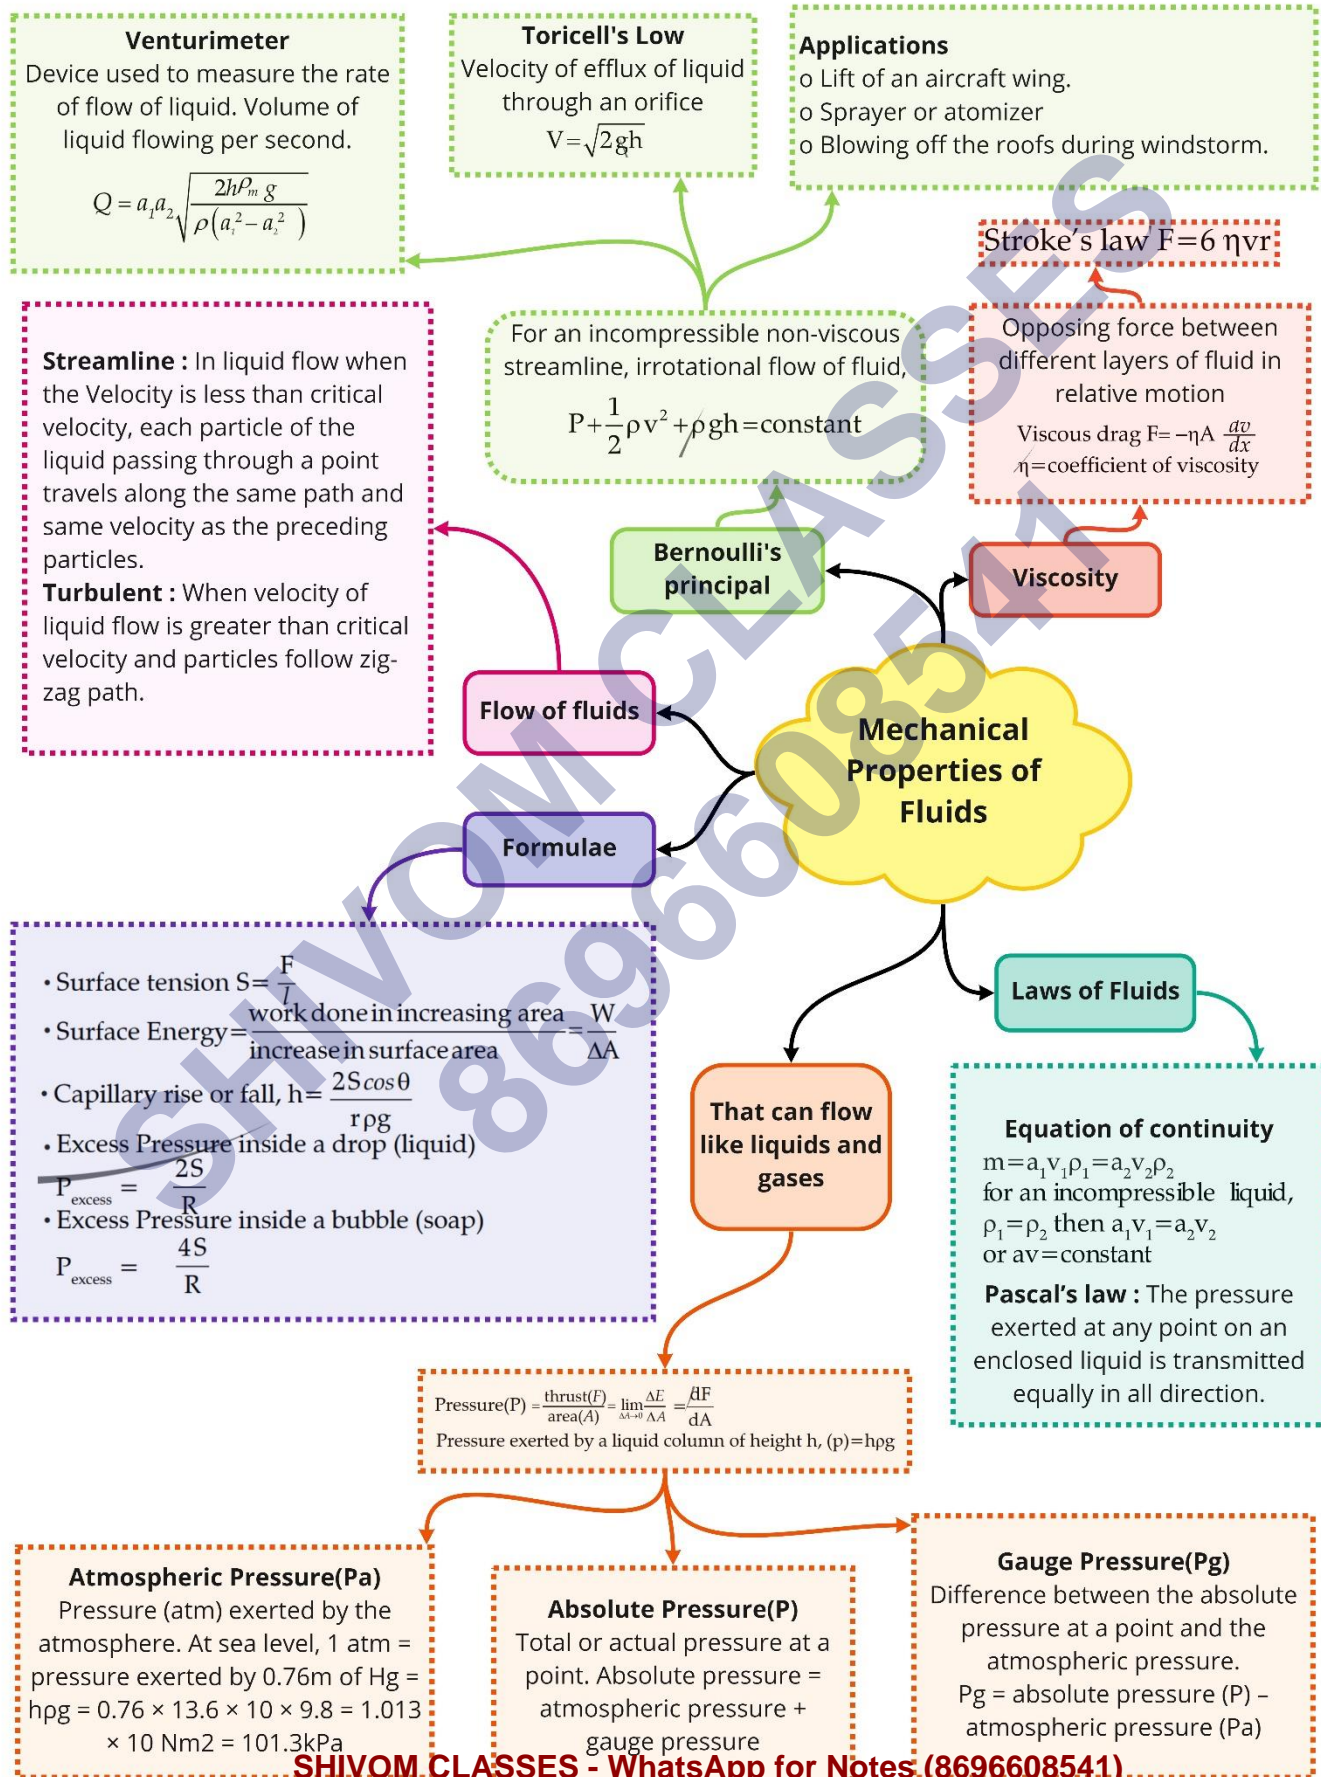 Venturimeter
Device used to measure the rate
of flow of liquid. Volume of
liquid flowing per second.
Q = a₁a₂√(2hρₘ g / ρ(a₁² − a₂²))
Toricell's Low
Velocity of efflux of liquid
through an orifice
V=√2gh
Applications
o Lift of an aircraft wing.
o Sprayer or atomizer
o Blowing off the roofs during windstorm.
Stroke's law F=6 ηvr
Opposing force between
different layers of fluid in
relative motion
Viscous drag F= −ηA dv/dx
η=coefficient of viscosity
For an incompressible non-viscous
streamline, irrotational flow of fluid,
P+1/2ρv²+ρgh=constant
Streamline : In liquid flow when
the Velocity is less than critical
velocity, each particle of the
liquid passing through a point
travels along the same path and
same velocity as the preceding
particles.
Turbulent : When velocity of
liquid flow is greater than critical
velocity and particles follow zig-
zag path.
Bernoulli's
principal
Viscosity
Flow of fluids
Mechanical
Properties of
Fluids
Formulae
• Surface tension S= F/l
• Surface Energy= work done in increasing area/increase in surface area = W/ΔA
• Capillary rise or fall, h= 2S cosθ/rρg
• Excess Pressure inside a drop (liquid)
P excess = 2S/R
• Excess Pressure inside a bubble (soap)
P excess = 4S/R
Laws of Fluids
That can flow
like liquids and
gases
Equation of continuity
m=a₁v₁ρ₁=a₂v₂ρ₂
for an incompressible liquid,
ρ₁=ρ₂ then a₁v₁=a₂v₂
or av=constant
Pascal’s law : The pressure
exerted at any point on an
enclosed liquid is transmitted
equally in all direction.
Pressure(P) = thrust(F)/area(A) = lim ΔA→0 ΔE/ΔA = dF/dA
Pressure exerted by a liquid column of height h, (p)=hρg
Atmospheric Pressure(Pa)
Pressure (atm) exerted by the
atmosphere. At sea level, 1 atm =
pressure exerted by 0.76m of Hg =
hρg = 0.76 × 13.6 × 10 × 9.8 = 1.013
× 10 Nm2 = 101.3kPa
Absolute Pressure(P)
Total or actual pressure at a
point. Absolute pressure =
atmospheric pressure +
gauge pressure
Gauge Pressure(Pg)
Difference between the absolute
pressure at a point and the
atmospheric pressure.
Pg = absolute pressure (P) –
atmospheric pressure (Pa)
SHIVOM CLASSES
8696608541
SHIVOM CLASSES - WhatsApp for Notes (8696608541)